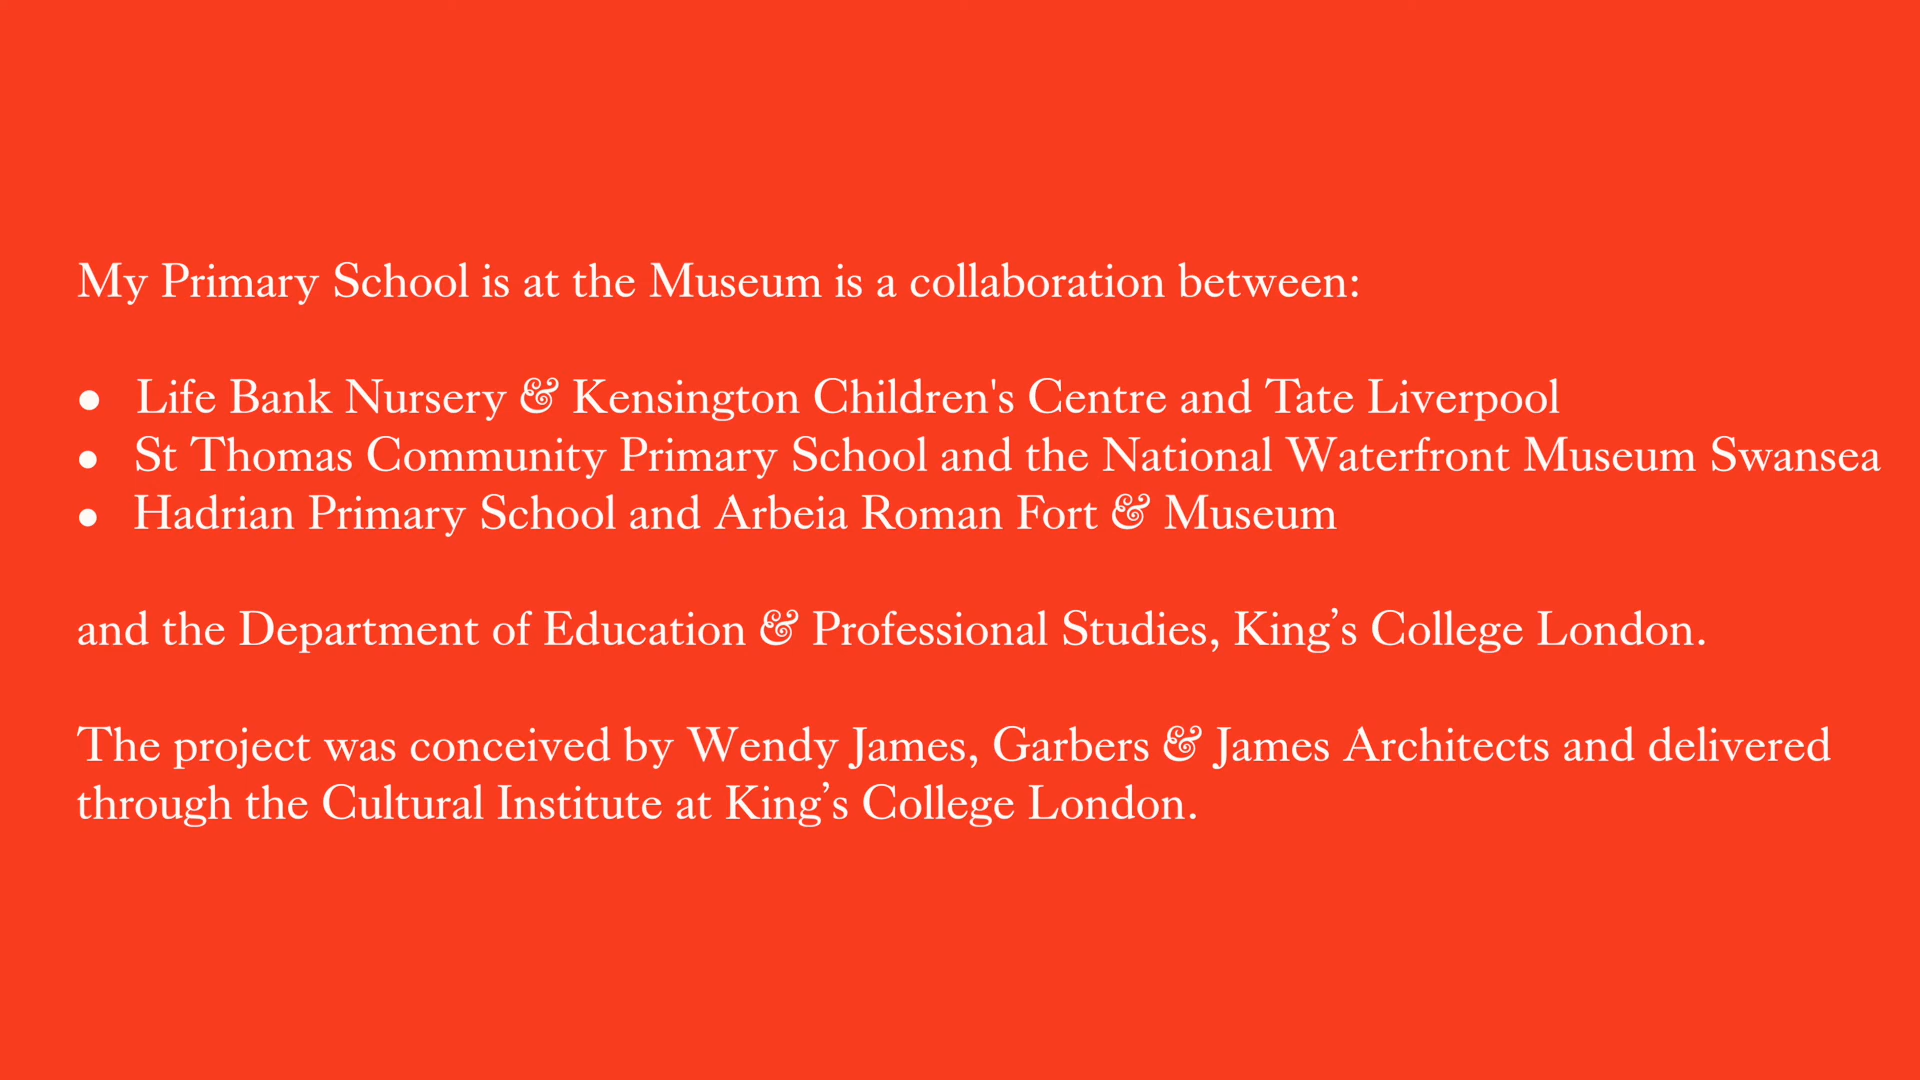 My Primary School is at the Museum is a collaboration between:
● Life Bank Nursery & Kensington Children's Centre and Tate Liverpool
● St Thomas Community Primary School and the National Waterfront Museum Swansea
● Hadrian Primary School and Arbeia Roman Fort & Museum
and the Department of Education & Professional Studies, King’s College London.
The project was conceived by Wendy James, Garbers & James Architects and delivered
through the Cultural Institute at King’s College London.